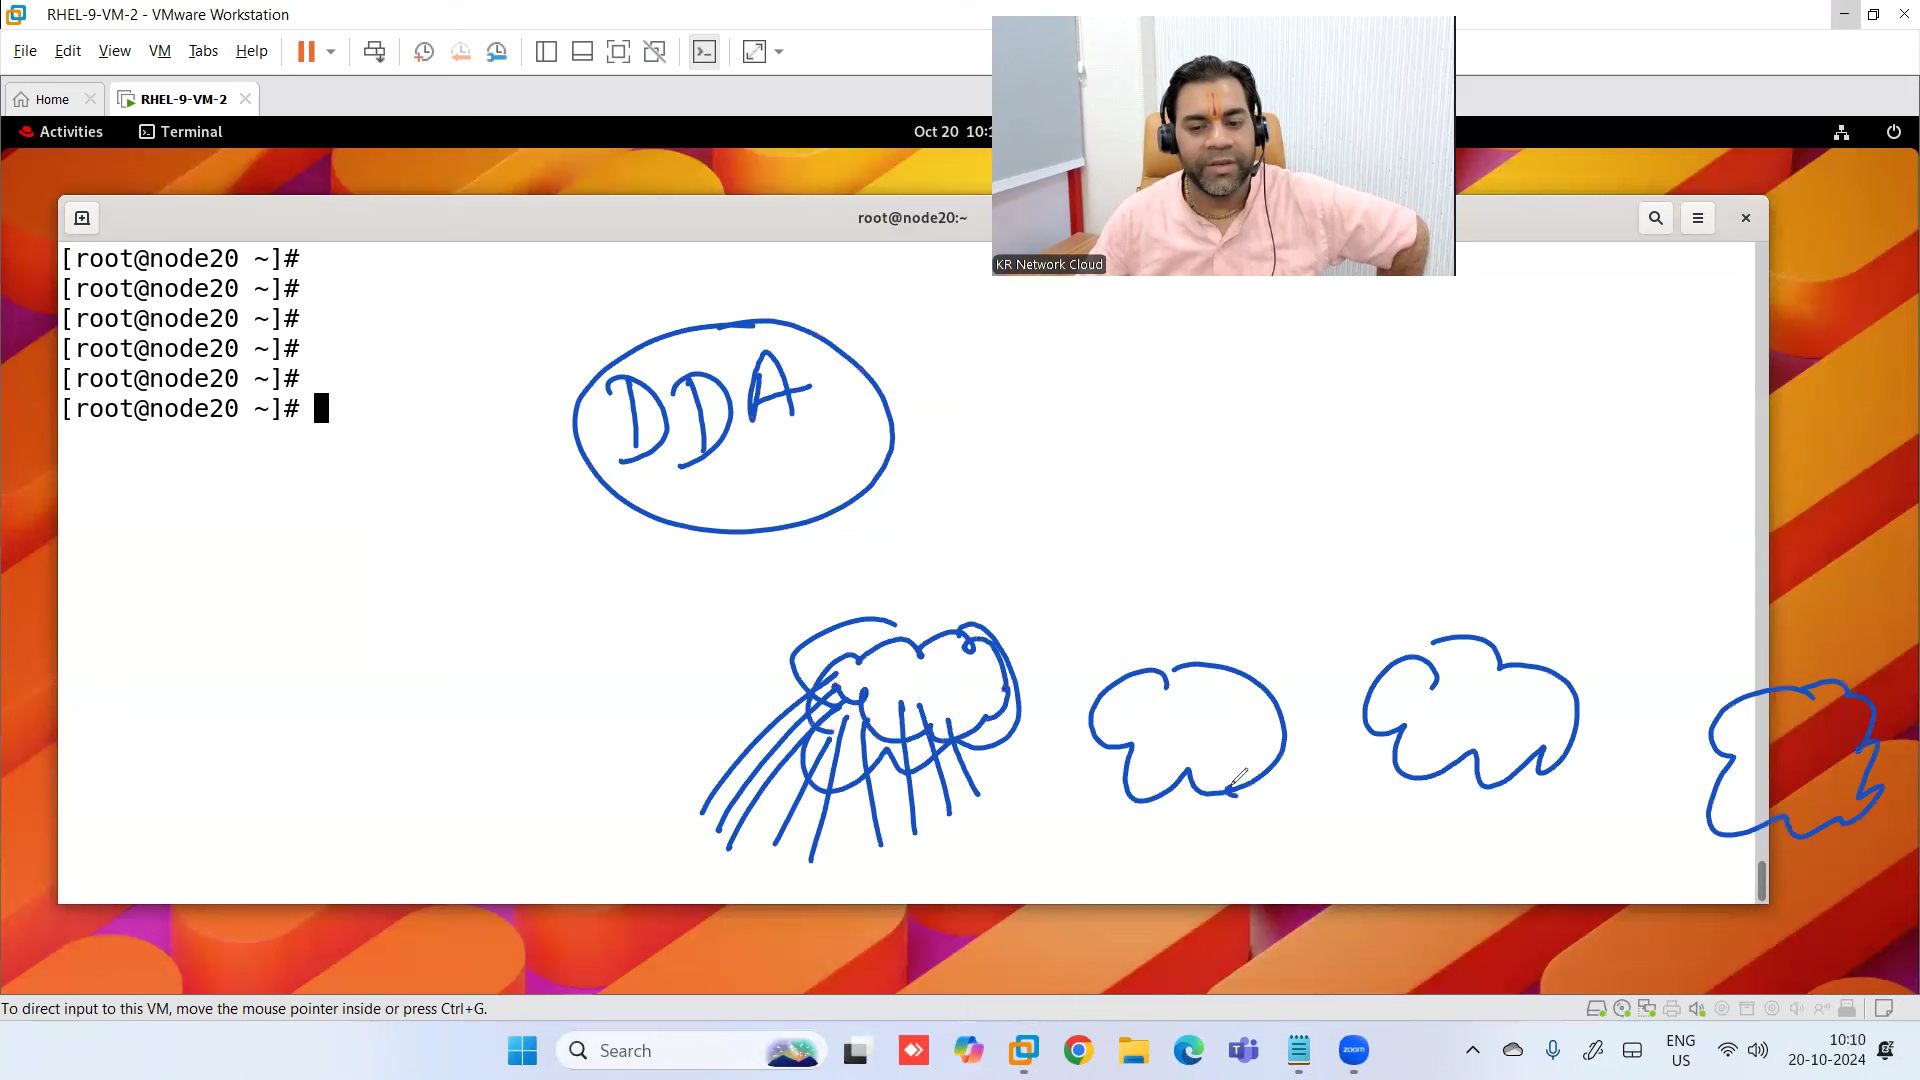 RHEL-9-VM-2 - VMware Workstation
File Edit View VM Tabs Help
Home RHEL-9-VM-2
Activities Terminal Oct 20 10:1
root@node20:~
KR Network Cloud
[root@node20 ~]#
[root@node20 ~]#
[root@node20 ~]#
[root@node20 ~]#
[root@node20 ~]#
[root@node20 ~]#
DDA
To direct input to this VM, move the mouse pointer inside or press Ctrl+G.
Search zoom ENG 10:10
US 20-10-2024